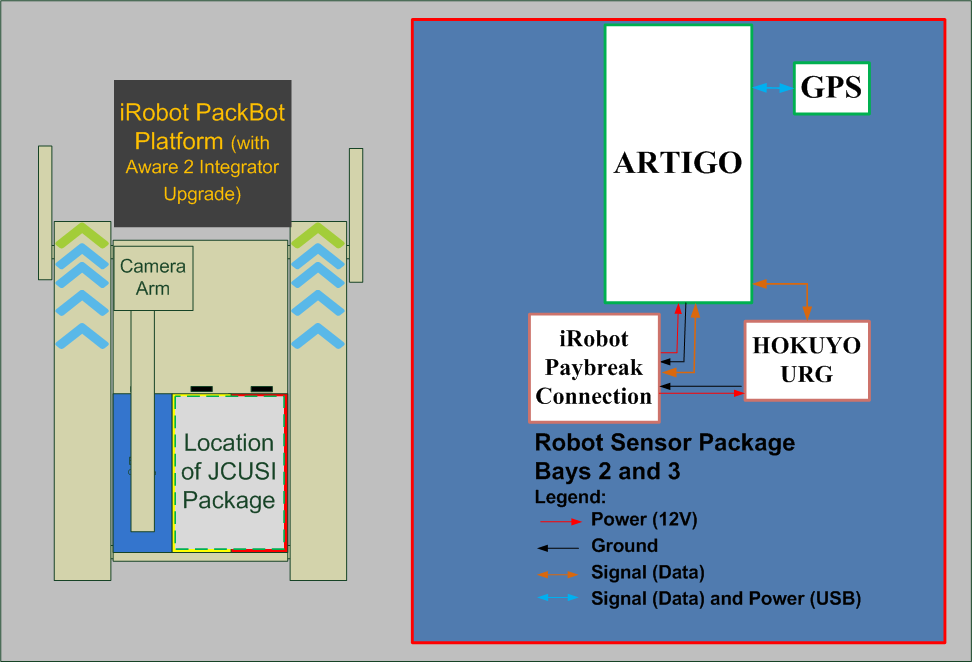 iRobot PackBot
Platform (with
Aware 2 Integrator
Upgrade)
Camera
Arm
Location
of JCUSI
Package
ARTIGO
GPS
iRobot
Paybreak
Connection
HOKUYO
URG
Robot Sensor Package
Bays 2 and 3
Legend:
Power (12V)
Ground
Signal (Data)
Signal (Data) and Power (USB)